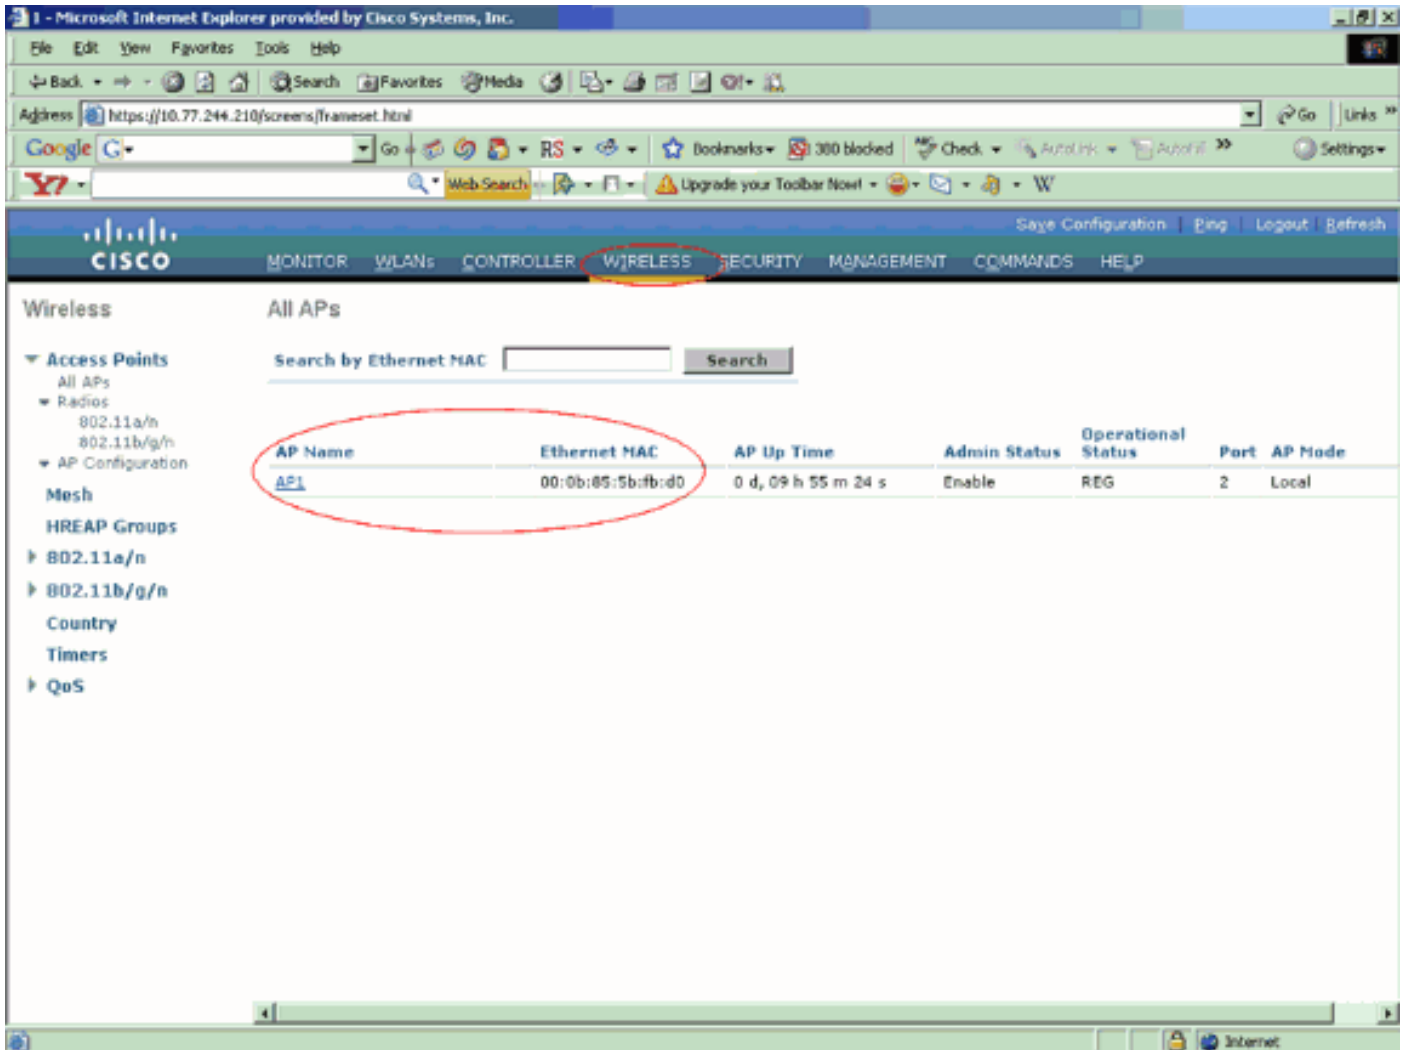 1 - Microsoft Internet Explorer provided by Cisco Systems, Inc.
File Edit View Favorites Tools Help
Back Search Favorites Media
Address https://10.77.244.210/screens/frameset.html Go Links »
Google G Go RS Bookmarks 300 blocked Check AutoLink AutoFill » Settings
Y? Web Search Upgrade your Toolbar Now! W
Save Configuration | Ping | Logout | Refresh
CISCO MONITOR WLANs CONTROLLER WIRELESS SECURITY MANAGEMENT COMMANDS HELP
Wireless
Access Points
All APs
Radios
802.11a/n
802.11b/g/n
AP Configuration
Mesh
HREAP Groups
802.11a/n
802.11b/g/n
Country
Timers
QoS
All APs
Search by Ethernet MAC Search
AP Name Ethernet MAC AP Up Time Admin Status Operational Status Port AP Mode
AP1 00:0b:85:5b:fb:d0 0 d, 09 h 55 m 24 s Enable REG 2 Local
Internet